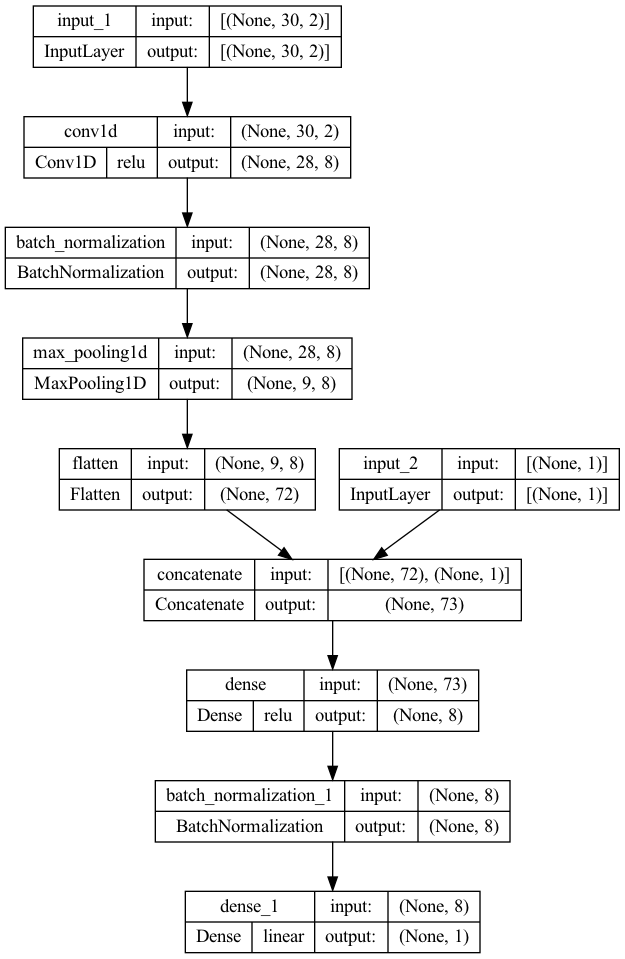 input_1 input: [(None, 30, 2)]
InputLayer output: [(None, 30, 2)]
conv1d input: (None, 30, 2)
Conv1D relu output: (None, 28, 8)
batch_normalization input: (None, 28, 8)
BatchNormalization output: (None, 28, 8)
max_pooling1d input: (None, 28, 8)
MaxPooling1D output: (None, 9, 8)
flatten input: (None, 9, 8)
Flatten output: (None, 72)
input_2 input: [(None, 1)]
InputLayer output: [(None, 1)]
concatenate input: [(None, 72), (None, 1)]
Concatenate output: (None, 73)
dense input: (None, 73)
Dense relu output: (None, 8)
batch_normalization_1 input: (None, 8)
BatchNormalization output: (None, 8)
dense_1 input: (None, 8)
Dense linear output: (None, 1)